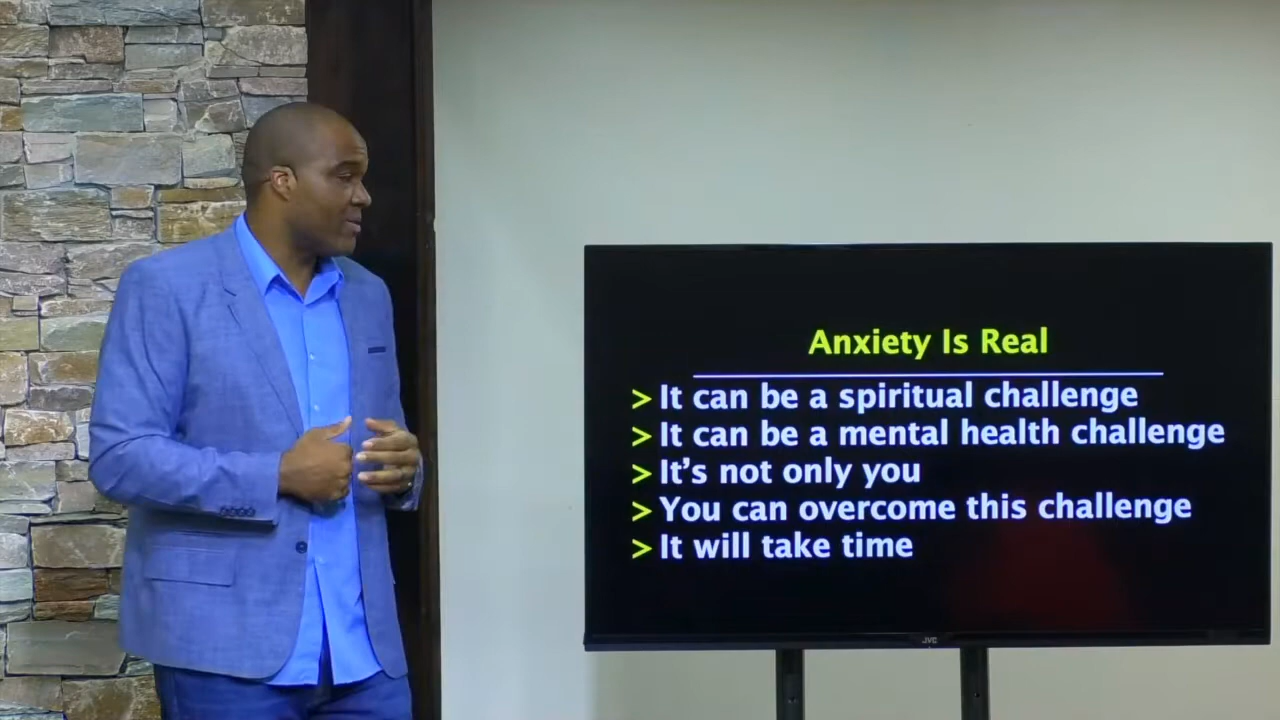 Anxiety Is Real
> It can be a spiritual challenge
> It can be a mental health challenge
> It's not only you
> You can overcome this challenge
> It will take time
JVC